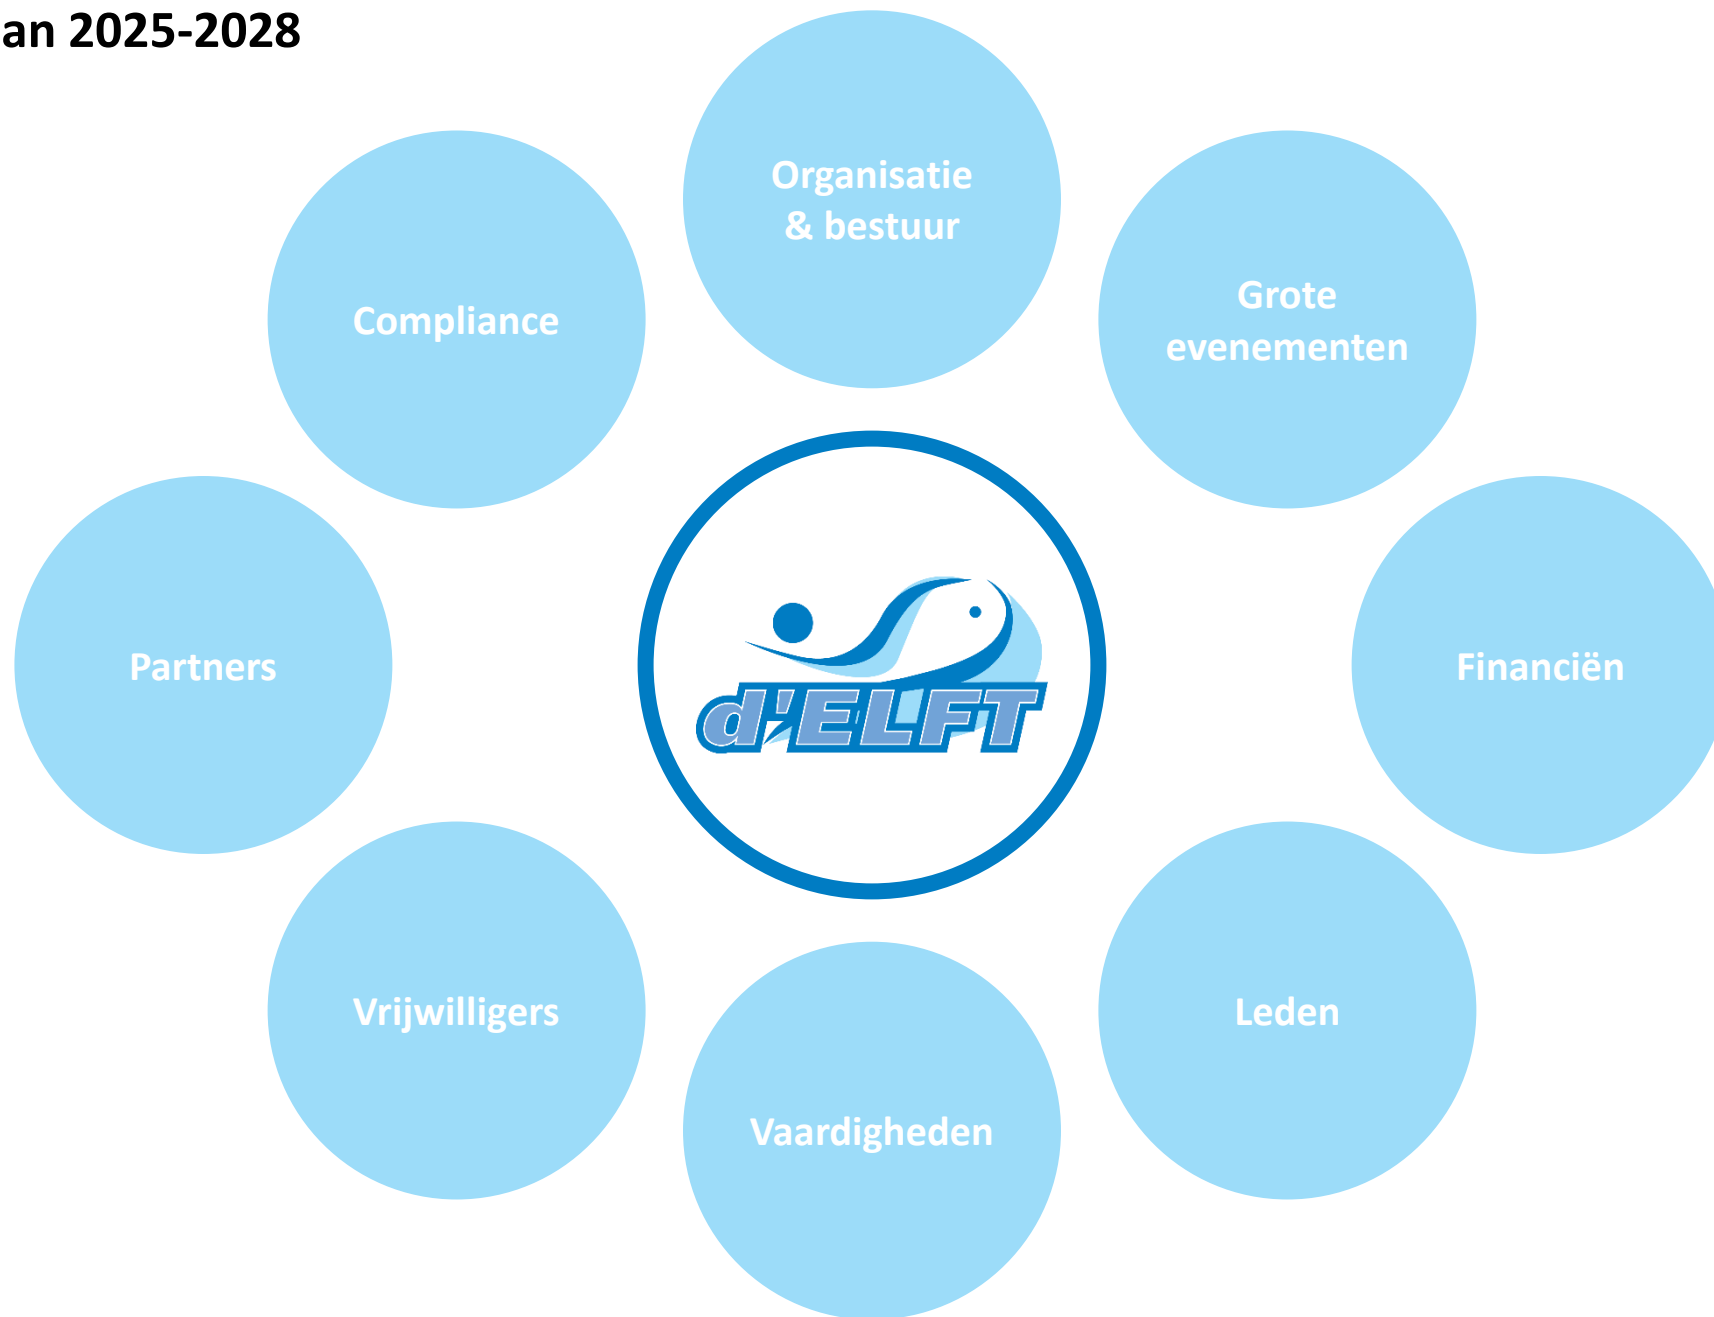 an 2025-2028
Organisatie
& bestuur
Grote
evenementen
Compliance
Partners
Financiën
d'ELFT
Vrijwilligers
Leden
Vaardigheden